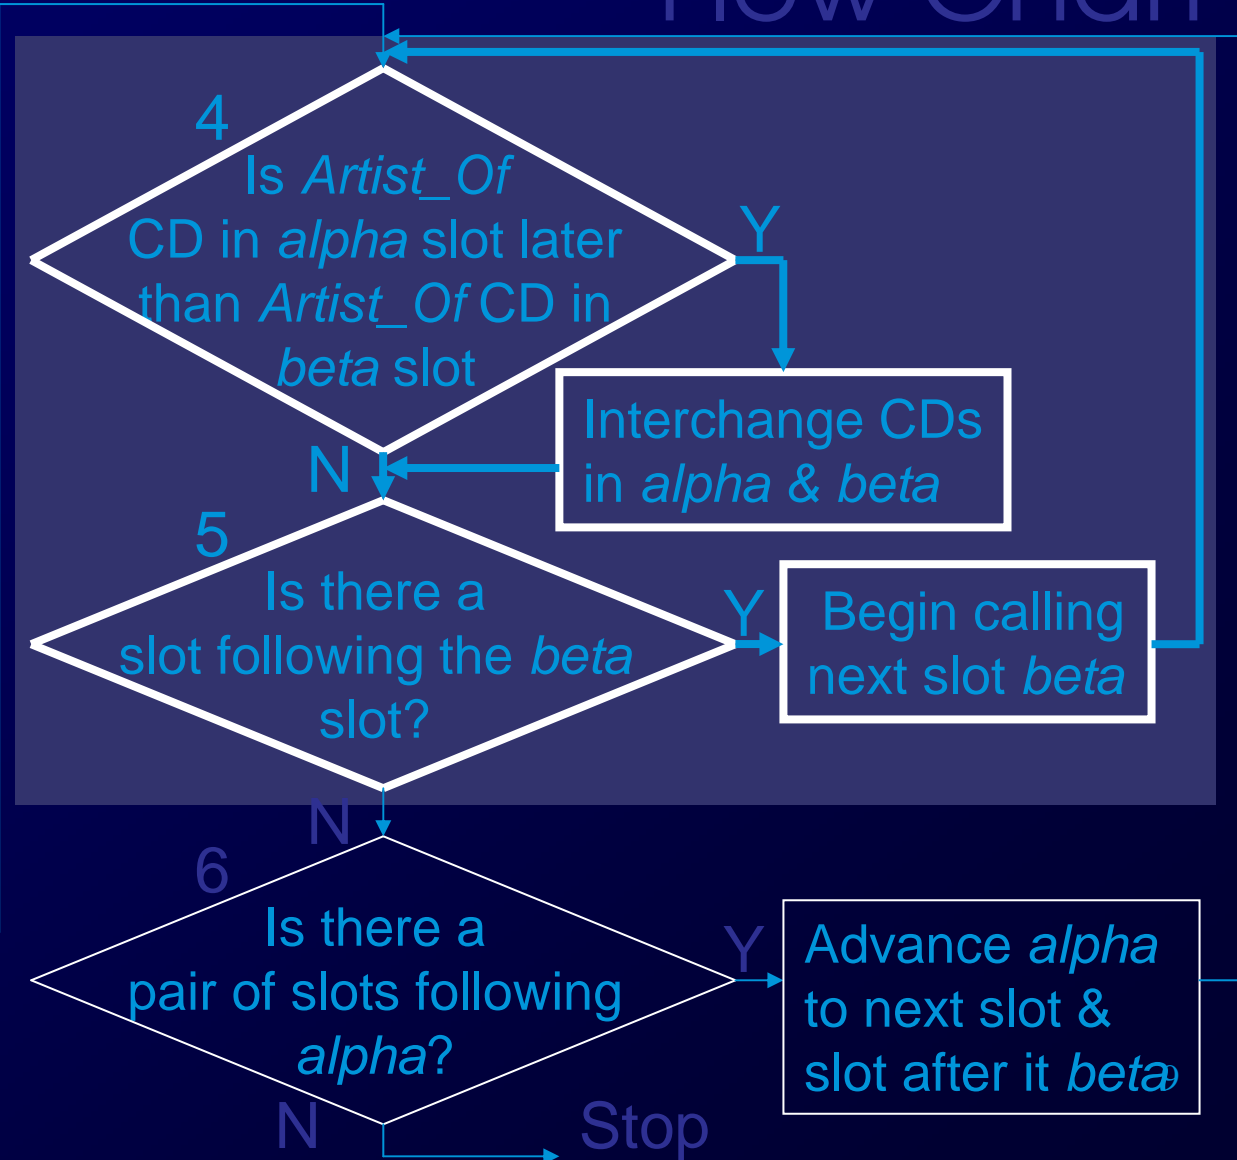 4
Is Artist_Of
CD in alpha slot later
than Artist_Of CD in
beta slot
Y
Interchange CDs
in alpha & beta
N
5
Is there a
slot following the beta
slot?
Y
Begin calling
next slot beta
N
6
Is there a
pair of slots following
alpha?
Y
Advance alpha
to next slot &
slot after it beta
9
N
Stop